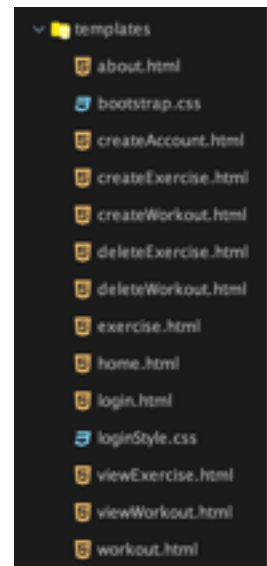 templates
about.html
bootstrap.css
createAccount.html
createExercise.html
createWorkout.html
deleteExercise.html
deleteWorkout.html
exercise.html
home.html
login.html
loginStyle.css
viewExercise.html
viewWorkout.html
workout.html